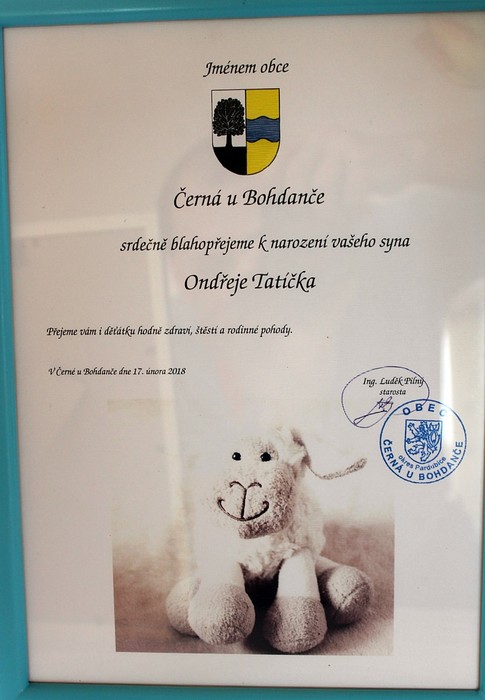 Jménem obce
Černá u Bohdanče
srdečně blahopřejeme k narození vašeho syna
Ondřeje Tatíčka
Přejeme vám i děťátku hodně zdraví, štěstí a rodinné pohody.
V Černé u Bohdanče dne 17. února 2018
Ing. Luděk Pilný
starosta
OBEC
okres Pardubice
ČERNÁ U BOHDANČE